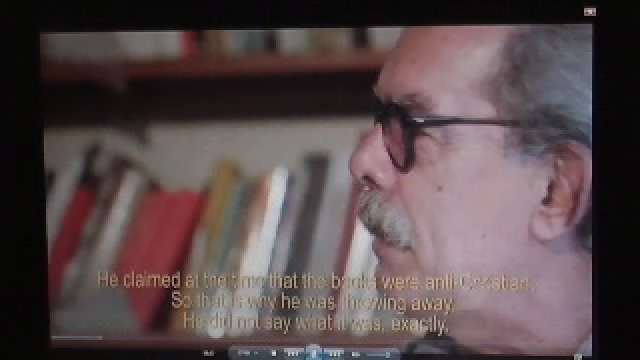 He claimed at the time that the books were anti-Christian.
So that is why he was throwing away.
He did not say what it was, exactly.